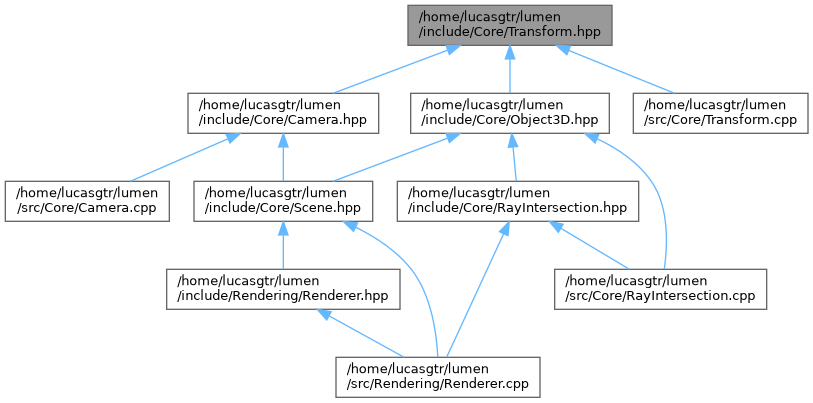 /home/lucasgtr/lumen
/include/Core/Transform.hpp
/home/lucasgtr/lumen
/include/Core/Camera.hpp
/home/lucasgtr/lumen
/include/Core/Object3D.hpp
/home/lucasgtr/lumen
/src/Core/Transform.cpp
/home/lucasgtr/lumen
/src/Core/Camera.cpp
/home/lucasgtr/lumen
/include/Core/Scene.hpp
/home/lucasgtr/lumen
/include/Core/RayIntersection.hpp
/home/lucasgtr/lumen
/include/Rendering/Renderer.hpp
/home/lucasgtr/lumen
/src/Core/RayIntersection.cpp
/home/lucasgtr/lumen
/src/Rendering/Renderer.cpp